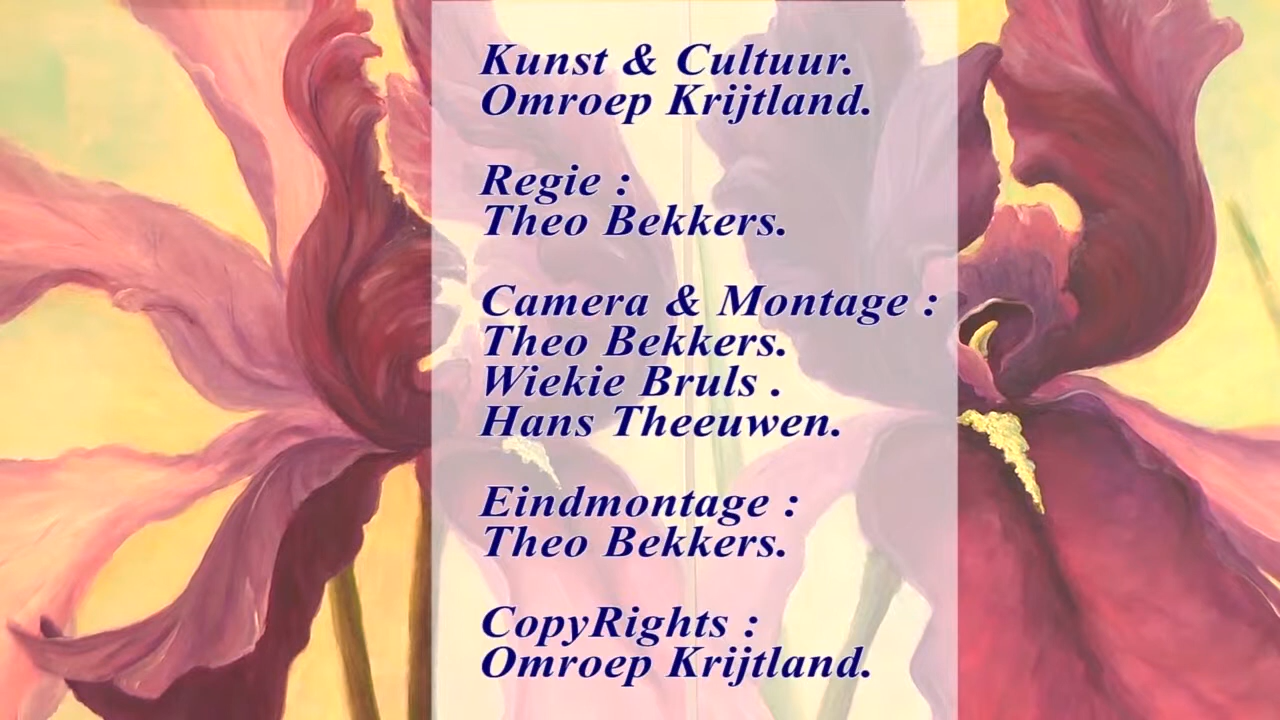 Kunst & Cultuur.
Omroep Krijtland.
Regie :
Theo Bekkers.
Camera & Montage :
Theo Bekkers.
Wiekie Bruls .
Hans Theeuwen.
Eindmontage :
Theo Bekkers.
CopyRights :
Omroep Krijtland.